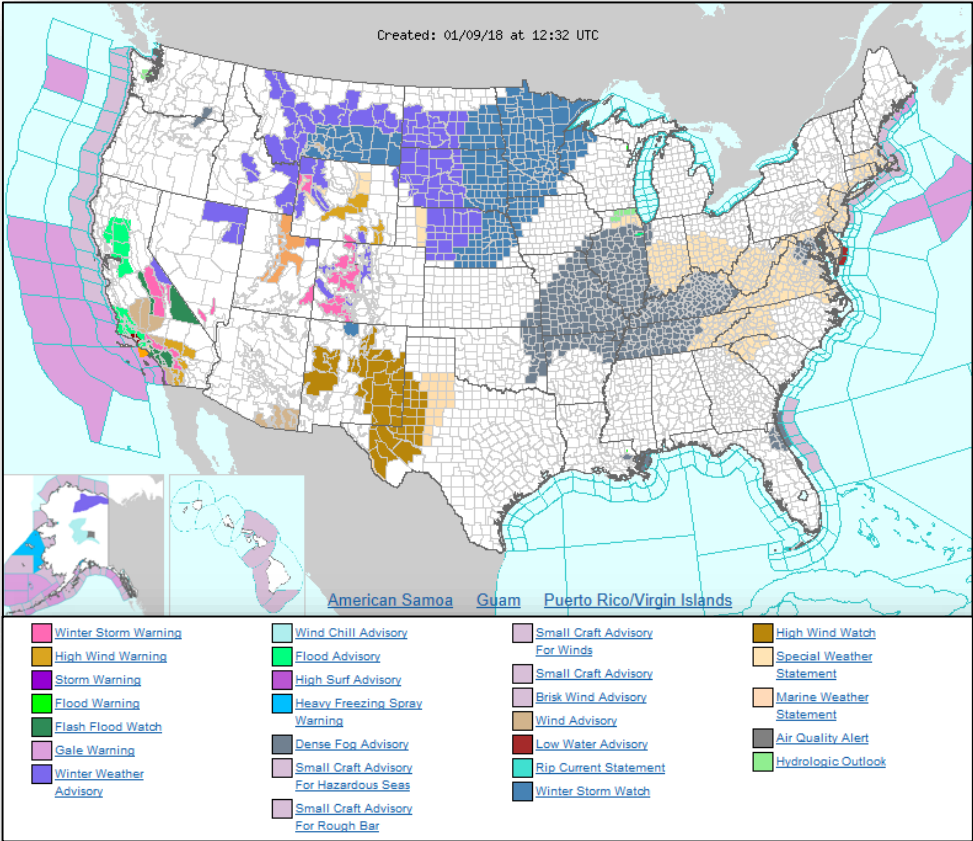 Created: 01/09/18 at 12:32 UTC
American Samoa Guam Puerto Rico/Virgin Islands
Winter Storm Warning
High Wind Warning
Storm Warning
Flood Warning
Flash Flood Watch
Gale Warning
Winter Weather
Advisory
Wind Chill Advisory
Flood Advisory
High Surf Advisory
Heavy Freezing Spray
Warning
Dense Fog Advisory
Small Craft Advisory
For Hazardous Seas
Small Craft Advisory
For Rough Bar
Small Craft Advisory
For Winds
Small Craft Advisory
Brisk Wind Advisory
Wind Advisory
Low Water Advisory
Rip Current Statement
Winter Storm Watch
High Wind Watch
Special Weather
Statement
Marine Weather
Statement
Air Quality Alert
Hydrologic Outlook